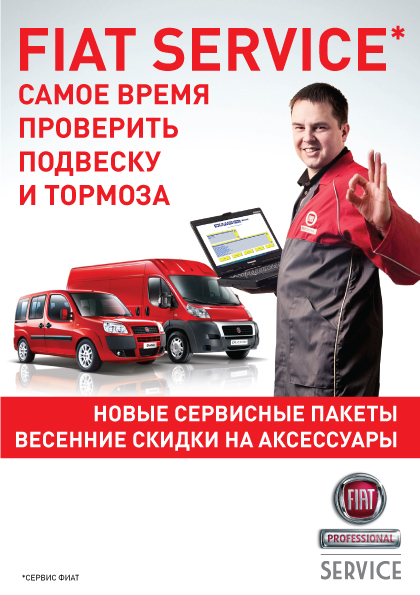 FIAT SERVICE*
САМОЕ ВРЕМЯ
ПРОВЕРИТЬ
ПОДВЕСКУ
И ТОРМОЗА
FIAT
НОВЫЕ СЕРВИСНЫЕ ПАКЕТЫ
ВЕСЕННИЕ СКИДКИ НА АКСЕССУАРЫ
FIAT
PROFESSIONAL
SERVICE
*СЕРВИС ФИАТ